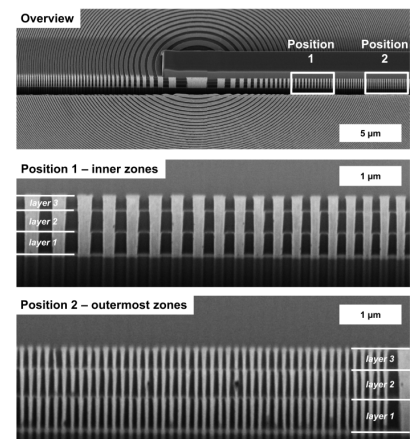 Overview
Position
1
Position
2
5 µm
Position 1 – inner zones
1 µm
layer 3
layer 2
layer 1
Position 2 – outermost zones
1 µm
layer 3
layer 2
layer 1